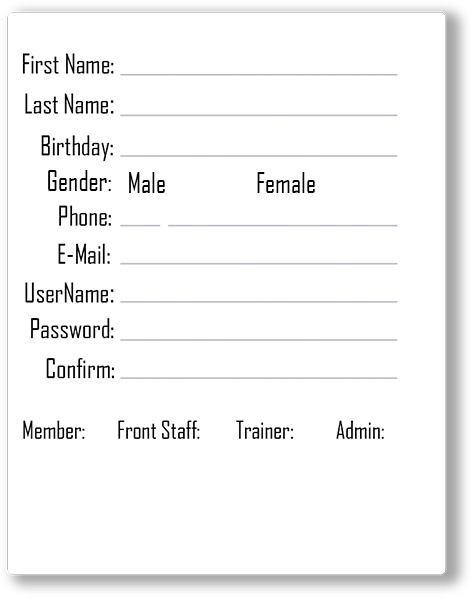 First Name:
Last Name:
Birthday:
Gender: Male Female
Phone:
E-Mail:
UserName:
Password:
Confirm:
Member: Front Staff: Trainer: Admin: